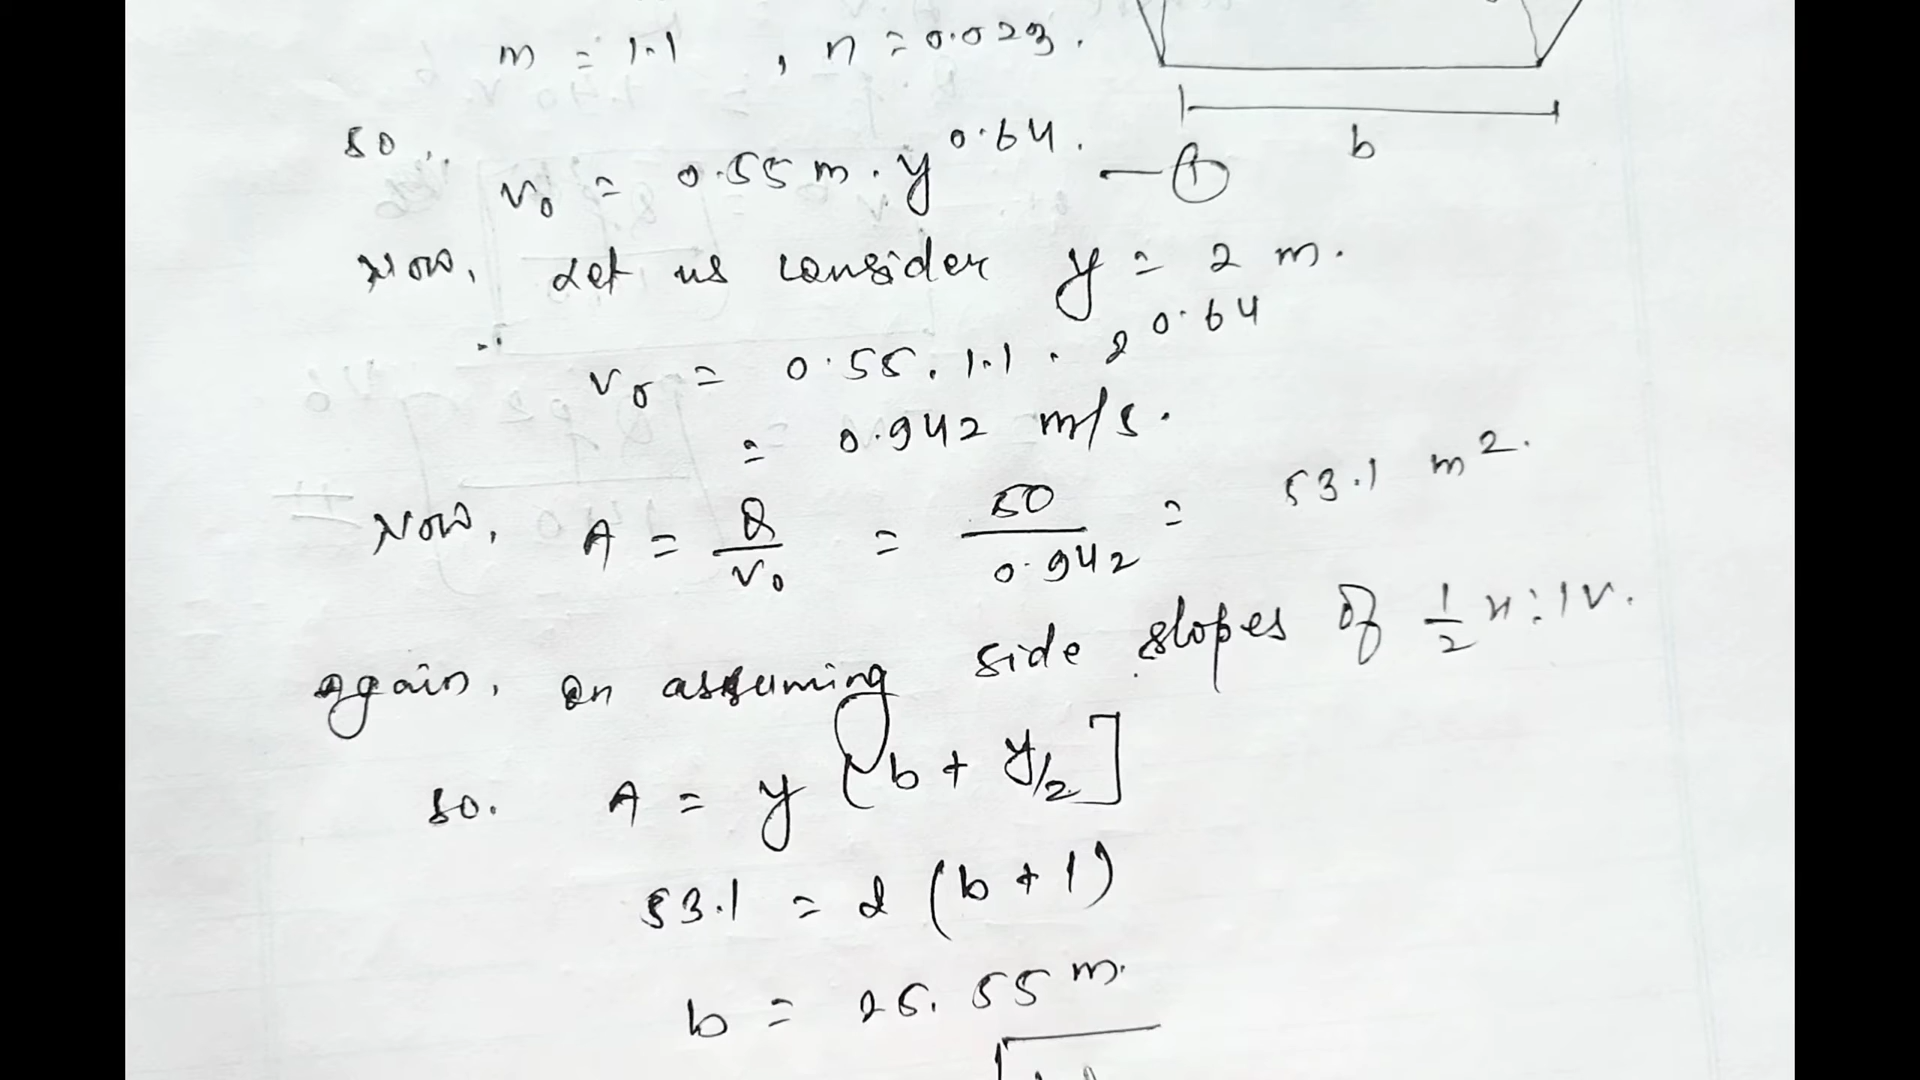 m = 1.1 , n = 0.023.
b
so,
v₀ = 0.55 m . y^0.64. — ①
Now, Let us consider y = 2 m.
∴ v₀ = 0.55 . 1.1 . 2^0.64
= 0.942 m/s.
Now, A = Q/v₀ = 50/0.942 = 53.1 m².
again, on assuming side slopes of 1/2 H:1V.
so. A = y [b + y/2]
53.1 = 2 (b + 1)
b = 25.55 m.